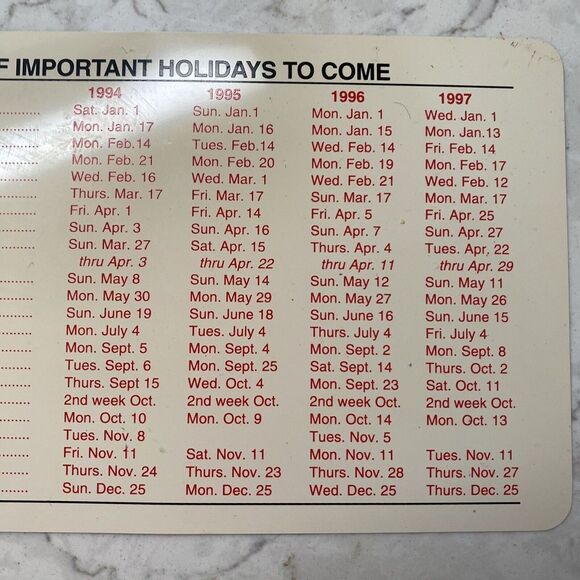 F IMPORTANT HOLIDAYS TO COME
1994 1995 1996 1997
Sat. Jan. 1 Sun. Jan.1 Mon. Jan. 1 Wed. Jan. 1
Mon. Jan. 17 Mon. Jan. 16 Mon. Jan. 15 Mon. Jan.13
Mon. Feb.14 Tues. Feb.14 Wed. Feb. 14 Fri. Feb. 14
Mon. Feb. 21 Mon. Feb. 20 Mon. Feb. 19 Mon. Feb. 17
Wed. Feb. 16 Wed. Mar. 1 Wed. Feb. 21 Wed. Feb. 12
Thurs. Mar. 17 Fri. Mar. 17 Sun. Mar. 17 Mon. Mar. 17
Fri. Apr. 1 Fri. Apr. 14 Fri. Apr. 5 Fri. Apr. 25
Sun. Apr. 3 Sun. Apr. 16 Sun. Apr. 7 Sun. Apr. 27
Sun. Mar. 27 Sat. Apr. 15 Thurs. Apr. 4 Tues. Apr. 22
thru Apr. 3 thru Apr. 22 thru Apr. 11 thru Apr. 29
Sun. May 8 Sun. May 14 Sun. May 12 Sun. May 11
Mon. May 30 Mon. May 29 Mon. May 27 Mon. May 26
Sun. June 19 Sun. June 18 Sun. June 16 Sun. June 15
Mon. July 4 Tues. July 4 Thurs. July 4 Fri. July 4
Mon. Sept. 5 Mon. Sept. 4 Mon. Sept. 2 Mon. Sept. 8
Tues. Sept. 6 Mon. Sept. 25 Sat. Sept. 14 Thurs. Oct. 2
Thurs. Sept 15 Wed. Oct. 4 Mon. Sept. 23 Sat. Oct. 11
2nd week Oct. 2nd week Oct. 2nd week Oct. 2nd week Oct.
Mon. Oct. 10 Mon. Oct. 9 Mon. Oct. 14 Mon. Oct. 13
Tues. Nov. 8 Tues. Nov. 5
Fri. Nov. 11 Sat. Nov. 11 Mon. Nov. 11 Tues. Nov. 11
Thurs. Nov. 24 Thurs. Nov. 23 Thurs. Nov. 28 Thurs. Nov. 27
Sun. Dec. 25 Mon. Dec. 25 Wed. Dec. 25 Thurs. Dec. 25